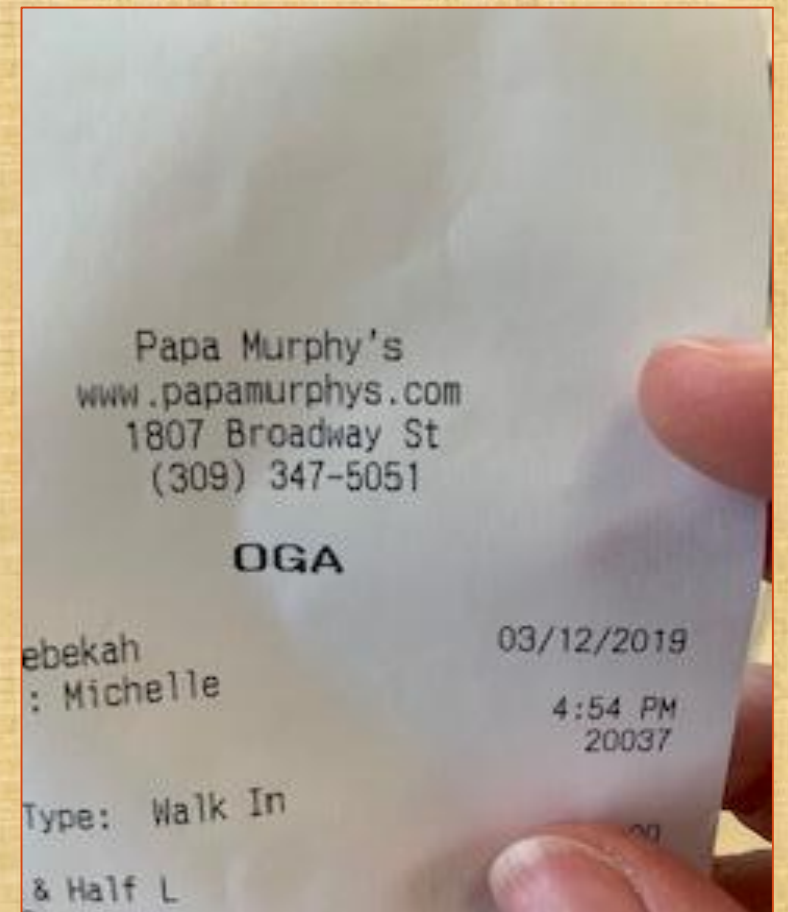 Papa Murphy's
www.papamurphys.com
1807 Broadway St
(309) 347-5051
OGA
ebekah
03/12/2019
: Michelle
4:54 PM
20037
Type: Walk In
& Half L